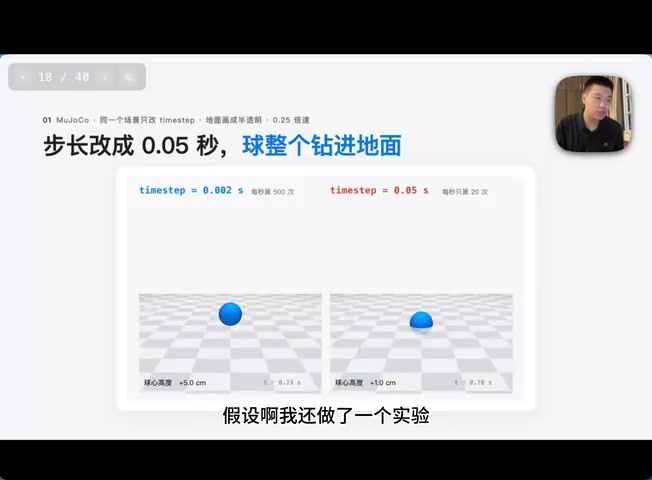 18 / 40
01 MuJoCo · 同一个场景只改 timestep · 地面画成半透明 · 0.25 倍速
步长改成 0.05 秒，球整个钻进地面
timestep = 0.002 s 每秒算 500 次
timestep = 0.05 s 每秒只算 20 次
球心高度 +5.0 cm t = 0.73 s
球心高度 +1.0 cm t = 0.70 s
假设啊我还做了一个实验